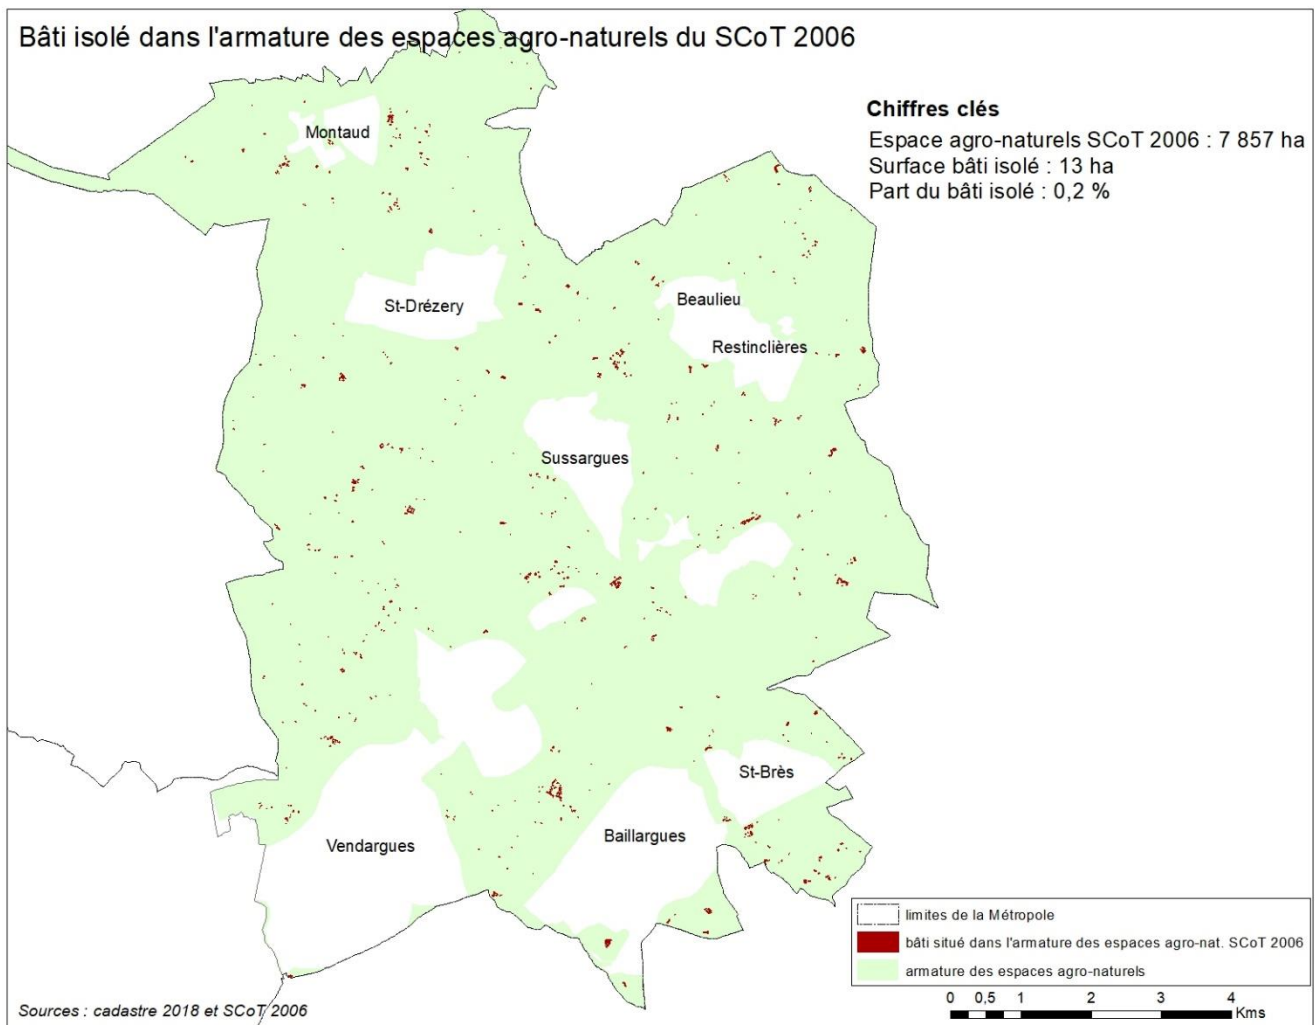 Bâti isolé dans l'armature des espaces agro-naturels du SCoT 2006
Chiffres clés
Espace agro-naturels SCoT 2006 : 7 857 ha
Surface bâti isolé : 13 ha
Part du bâti isolé : 0,2 %
Montaud
St-Drézery
Beaulieu
Restinclières
Sussargues
St-Brès
Vendargues
Baillargues
limites de la Métropole
bâti situé dans l'armature des espaces agro-nat. SCoT 2006
armature des espaces agro-naturels
0 0,5 1 2 3 4
Kms
Sources : cadastre 2018 et SCoT 2006